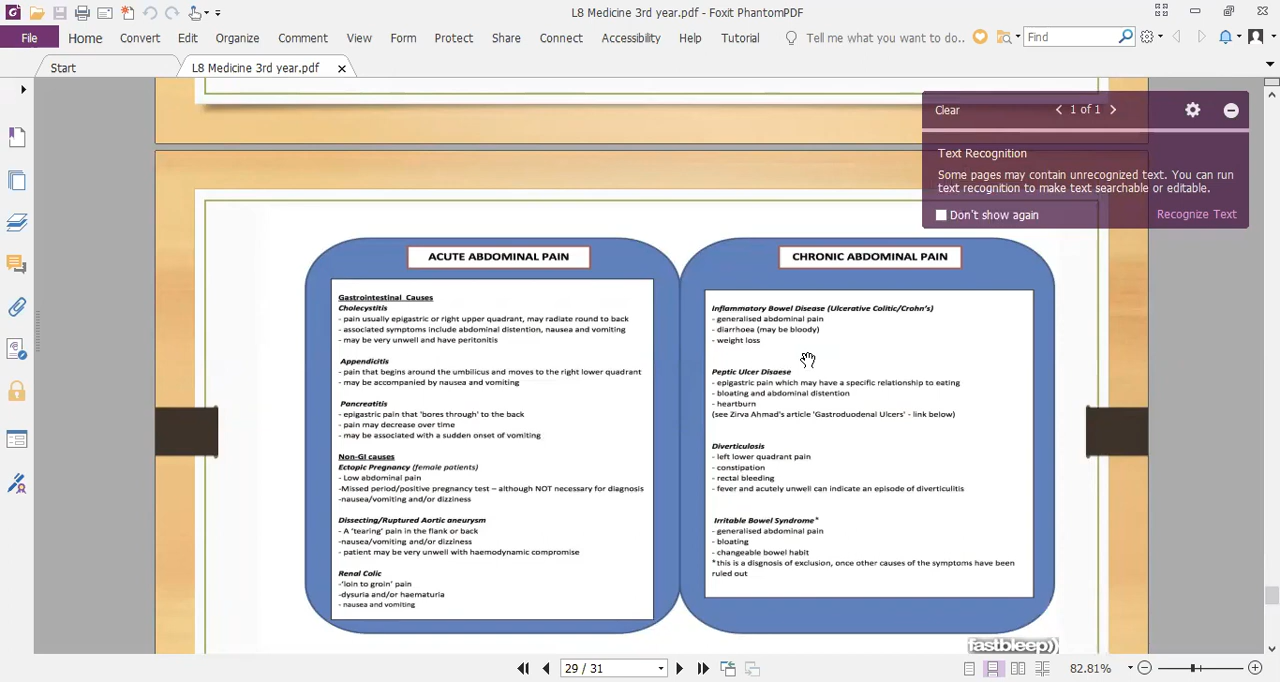 L8 Medicine 3rd year.pdf - Foxit PhantomPDF
File Home Convert Edit Organize Comment View Form Protect Share Connect Accessibility Help Tutorial Tell me what you want to do.. Find
Start L8 Medicine 3rd year.pdf
Clear 1 of 1
Text Recognition
Some pages may contain unrecognized text. You can run
text recognition to make text searchable or editable.
Don't show again Recognize Text
ACUTE ABDOMINAL PAIN
Gastrointestinal Causes
Cholecystitis
- pain usually epigastric or right upper quadrant, may radiate round to back
- associated symptoms include abdominal distention, nausea and vomiting
- may be very unwell and have peritonitis
Appendicitis
- pain that begins around the umbilicus and moves to the right lower quadrant
- may be accompanied by nausea and vomiting
Pancreatitis
- epigastric pain that 'bores through' to the back
- pain may decrease over time
- may be associated with a sudden onset of vomiting
Non-GI causes
Ectopic Pregnancy (female patients)
- Low abdominal pain
-Missed period/positive pregnancy test – although NOT necessary for diagnosis
-nausea/vomiting and/or dizziness
Dissecting/Ruptured Aortic aneurysm
- A 'tearing' pain in the flank or back
-nausea/vomiting and/or dizziness
- patient may be very unwell with haemodynamic compromise
Renal Colic
-'loin to groin' pain
-dysuria and/or haematuria
- nausea and vomiting
CHRONIC ABDOMINAL PAIN
Inflammatory Bowel Disease (Ulcerative Colitic/Crohn's)
- generalised abdominal pain
- diarrhoea (may be bloody)
- weight loss
Peptic Ulcer Disaese
- epigastric pain which may have a specific relationship to eating
- bloating and abdominal distention
- heartburn
(see Zirva Ahmad's article 'Gastroduodenal Ulcers' - link below)
Diverticulosis
- left lower quadrant pain
- constipation
- rectal bleeding
- fever and acutely unwell can indicate an episode of diverticulitis
Irritable Bowel Syndrome*
- generalised abdominal pain
- bloating
- changeable bowel habit
*this is a diagnosis of exclusion, once other causes of the symptoms have been
ruled out
fastbleep))
29 / 31 82.81%